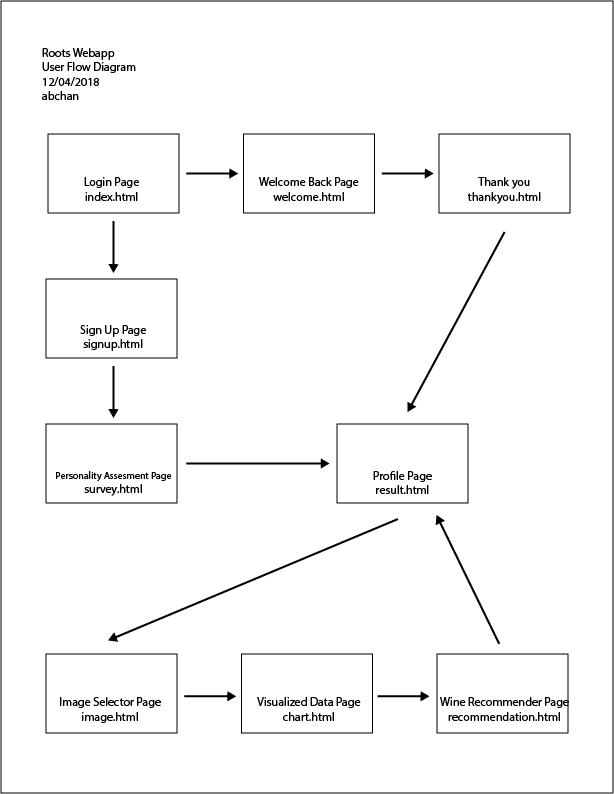 Roots Webapp
User Flow Diagram
12/04/2018
abchan
Login Page
index.html
Welcome Back Page
welcome.html
Thank you
thankyou.html
Sign Up Page
signup.html
Personality Assesment Page
survey.html
Profile Page
result.html
Image Selector Page
image.html
Visualized Data Page
chart.html
Wine Recommender Page
recommendation.html